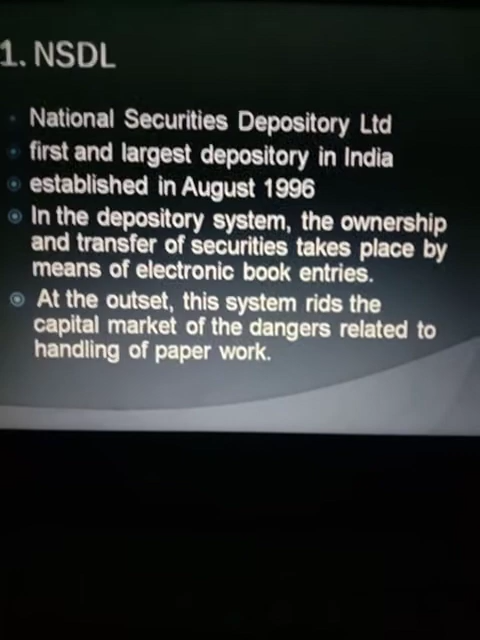 1. NSDL
National Securities Depository Ltd
first and largest depository in India
established in August 1996
In the depository system, the ownership
and transfer of securities takes place by
means of electronic book entries.
At the outset, this system rids the
capital market of the dangers related to
handling of paper work.